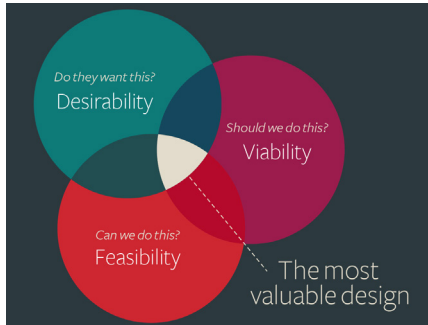 Do they want this?
Desirability
Should we do this?
Viability
Can we do this?
Feasibility
The most
valuable design